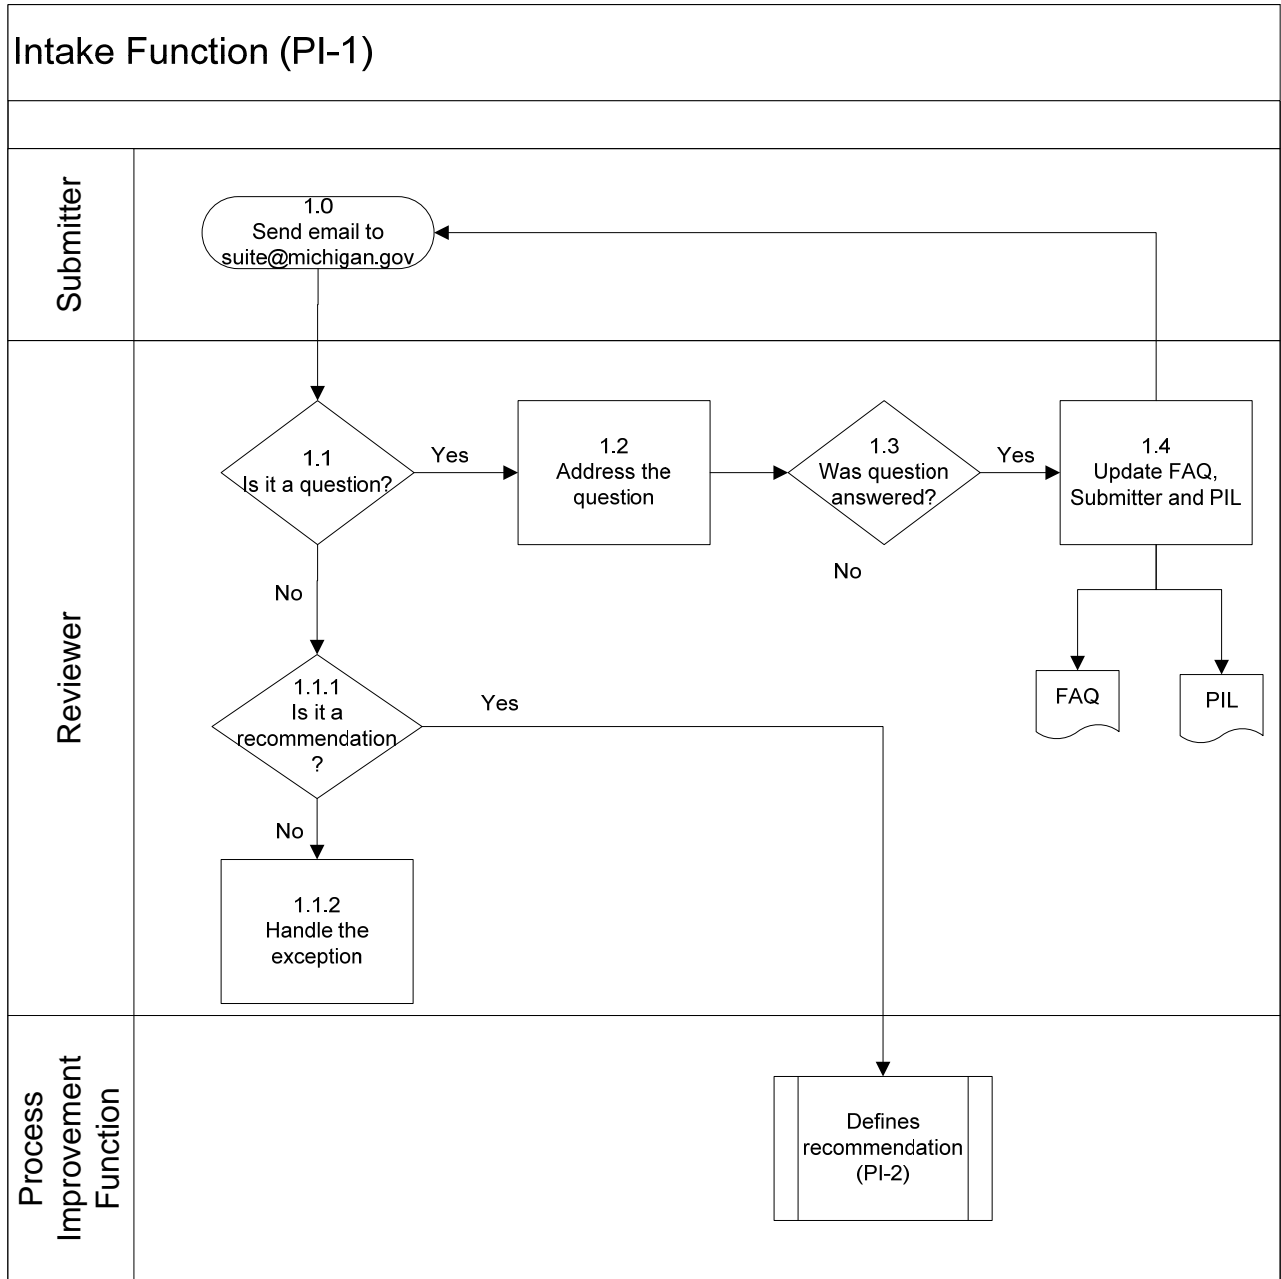 Intake Function (PI-1)
Submitter
1.0
Send email to
suite@michigan.gov
Reviewer
1.1
Is it a question?
Yes
1.2
Address the
question
1.3
Was question
answered?
Yes
1.4
Update FAQ,
Submitter and PIL
No
No
FAQ
PIL
1.1.1
Is it a
recommendation
?
Yes
No
1.1.2
Handle the
exception
Process
Improvement
Function
Defines
recommendation
(PI-2)